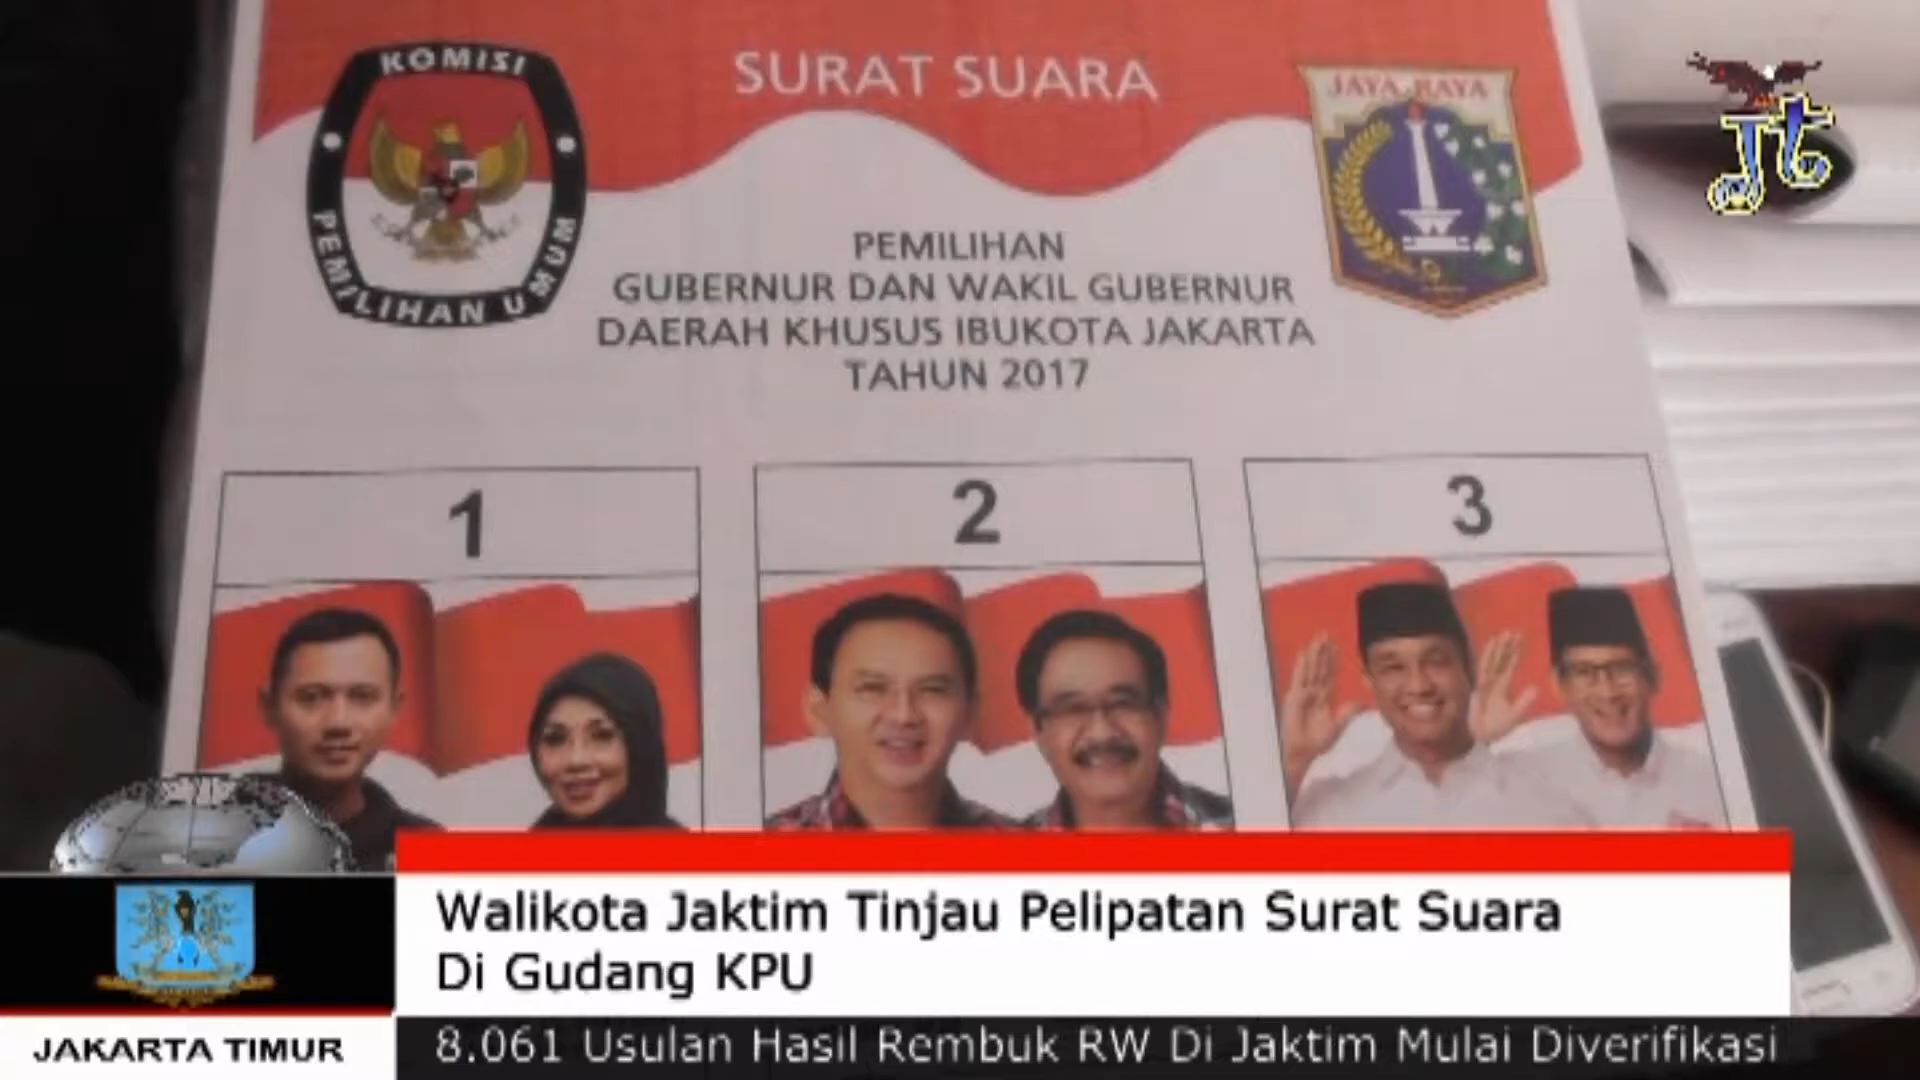 KOMISI
PEMILIHAN UMUM
SURAT SUARA
JAYA RAYA
Jt
PEMILIHAN
GUBERNUR DAN WAKIL GUBERNUR
DAERAH KHUSUS IBUKOTA JAKARTA
TAHUN 2017
1
2
3
Walikota Jaktim Tinjau Pelipatan Surat Suara
Di Gudang KPU
JAKARTA TIMUR
8.061 Usulan Hasil Rembuk RW Di Jaktim Mulai Diverifikasi